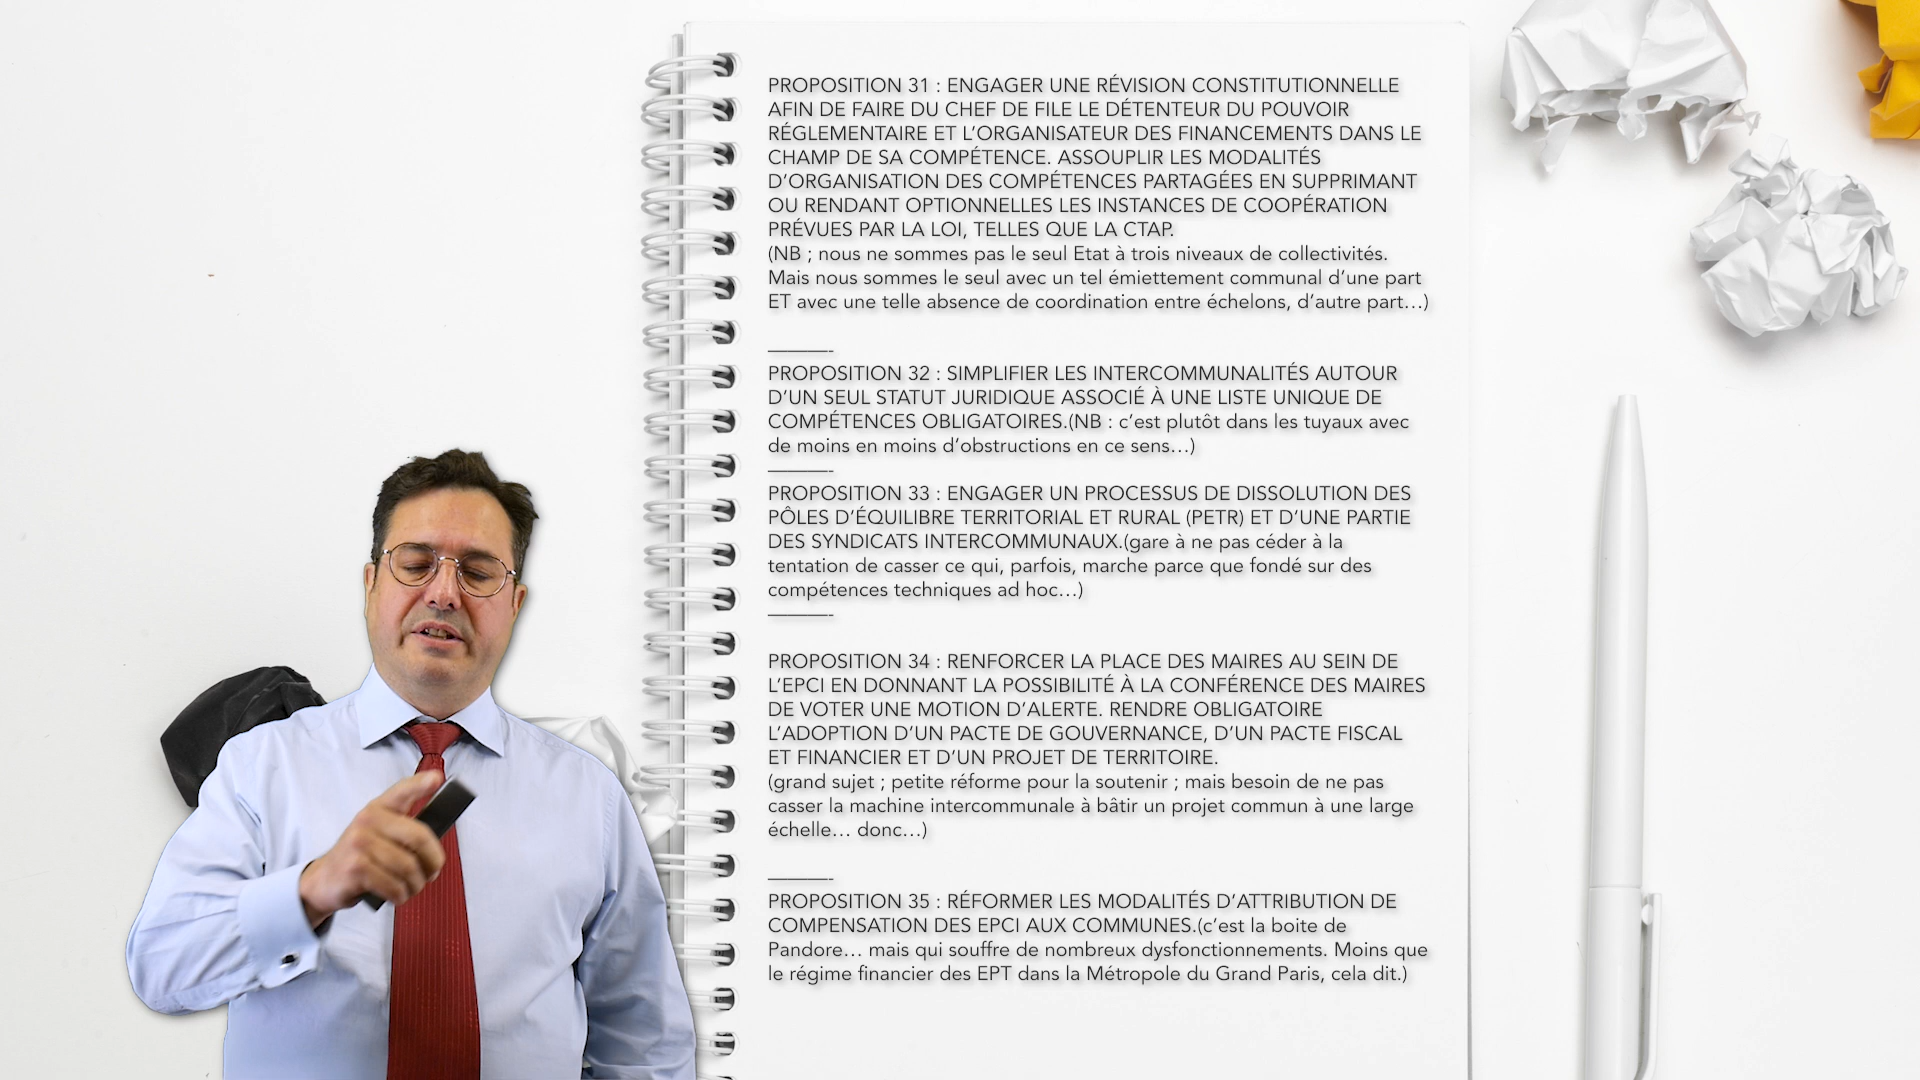 PROPOSITION 31 : ENGAGER UNE RÉVISION CONSTITUTIONNELLE
AFIN DE FAIRE DU CHEF DE FILE LE DÉTENTEUR DU POUVOIR
RÉGLEMENTAIRE ET L’ORGANISATEUR DES FINANCEMENTS DANS LE
CHAMP DE SA COMPÉTENCE. ASSOUPLIR LES MODALITÉS
D’ORGANISATION DES COMPÉTENCES PARTAGÉES EN SUPPRIMANT
OU RENDANT OPTIONNELLES LES INSTANCES DE COOPÉRATION
PRÉVUES PAR LA LOI, TELLES QUE LA CTAP.
(NB ; nous ne sommes pas le seul Etat à trois niveaux de collectivités.
Mais nous sommes le seul avec un tel émiettement communal d’une part
ET avec une telle absence de coordination entre échelons, d’autre part…)
———-
PROPOSITION 32 : SIMPLIFIER LES INTERCOMMUNALITÉS AUTOUR
D’UN SEUL STATUT JURIDIQUE ASSOCIÉ À UNE LISTE UNIQUE DE
COMPÉTENCES OBLIGATOIRES.(NB : c’est plutôt dans les tuyaux avec
de moins en moins d’obstructions en ce sens…)
———-
PROPOSITION 33 : ENGAGER UN PROCESSUS DE DISSOLUTION DES
PÔLES D’ÉQUILIBRE TERRITORIAL ET RURAL (PETR) ET D’UNE PARTIE
DES SYNDICATS INTERCOMMUNAUX.(gare à ne pas céder à la
tentation de casser ce qui, parfois, marche parce que fondé sur des
compétences techniques ad hoc…)
———-
PROPOSITION 34 : RENFORCER LA PLACE DES MAIRES AU SEIN DE
L’EPCI EN DONNANT LA POSSIBILITÉ À LA CONFÉRENCE DES MAIRES
DE VOTER UNE MOTION D’ALERTE. RENDRE OBLIGATOIRE
L’ADOPTION D’UN PACTE DE GOUVERNANCE, D’UN PACTE FISCAL
ET FINANCIER ET D’UN PROJET DE TERRITOIRE.
(grand sujet ; petite réforme pour la soutenir ; mais besoin de ne pas
casser la machine intercommunale à bâtir un projet commun à une large
échelle… donc…)
———-
PROPOSITION 35 : RÉFORMER LES MODALITÉS D’ATTRIBUTION DE
COMPENSATION DES EPCI AUX COMMUNES.(c’est la boite de
Pandore… mais qui souffre de nombreux dysfonctionnements. Moins que
le régime financier des EPT dans la Métropole du Grand Paris, cela dit.)